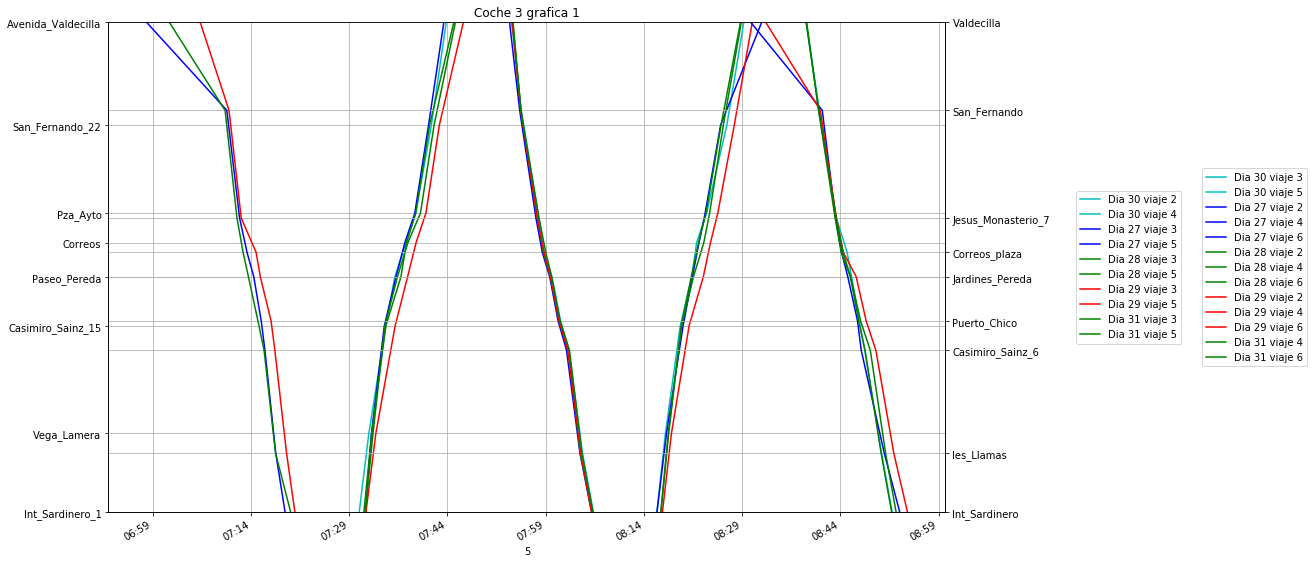 Coche 3 grafica 1
Avenida_Valdecilla
San_Fernando_22
Pza_Ayto
Correos
Paseo_Pereda
Casimiro_Sainz_15
Vega_Lamera
Int_Sardinero_1
Valdecilla
San_Fernando
Jesus_Monasterio_7
Correos_plaza
Jardines_Pereda
Puerto_Chico
Casimiro_Sainz_6
Ies_Llamas
Int_Sardinero
06:59
07:14
07:29
07:44
07:59
08:14
08:29
08:44
08:59
5
Dia 30 viaje 2
Dia 30 viaje 4
Dia 27 viaje 3
Dia 27 viaje 5
Dia 28 viaje 3
Dia 28 viaje 5
Dia 29 viaje 3
Dia 29 viaje 5
Dia 31 viaje 3
Dia 31 viaje 5
Dia 30 viaje 3
Dia 30 viaje 5
Dia 27 viaje 2
Dia 27 viaje 4
Dia 27 viaje 6
Dia 28 viaje 2
Dia 28 viaje 4
Dia 28 viaje 6
Dia 29 viaje 2
Dia 29 viaje 4
Dia 29 viaje 6
Dia 31 viaje 4
Dia 31 viaje 6